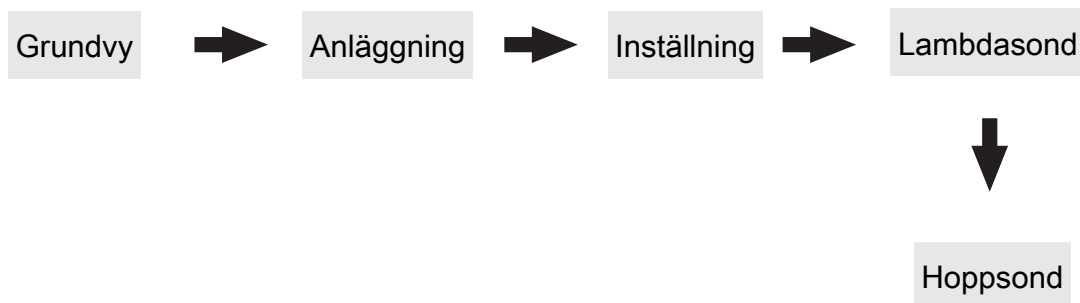 Grundvy
Anläggning
Inställning
Lambdasond
Hoppsond